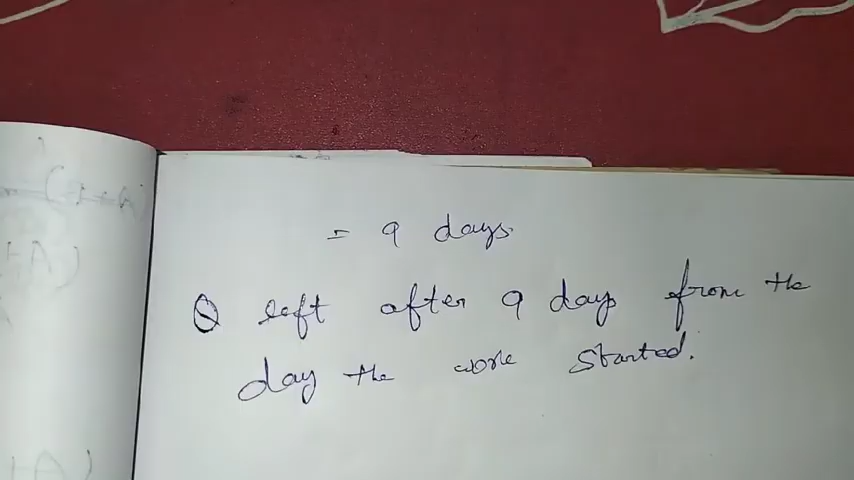 = 9 days.
Q left after 9 days from the
day the work started.